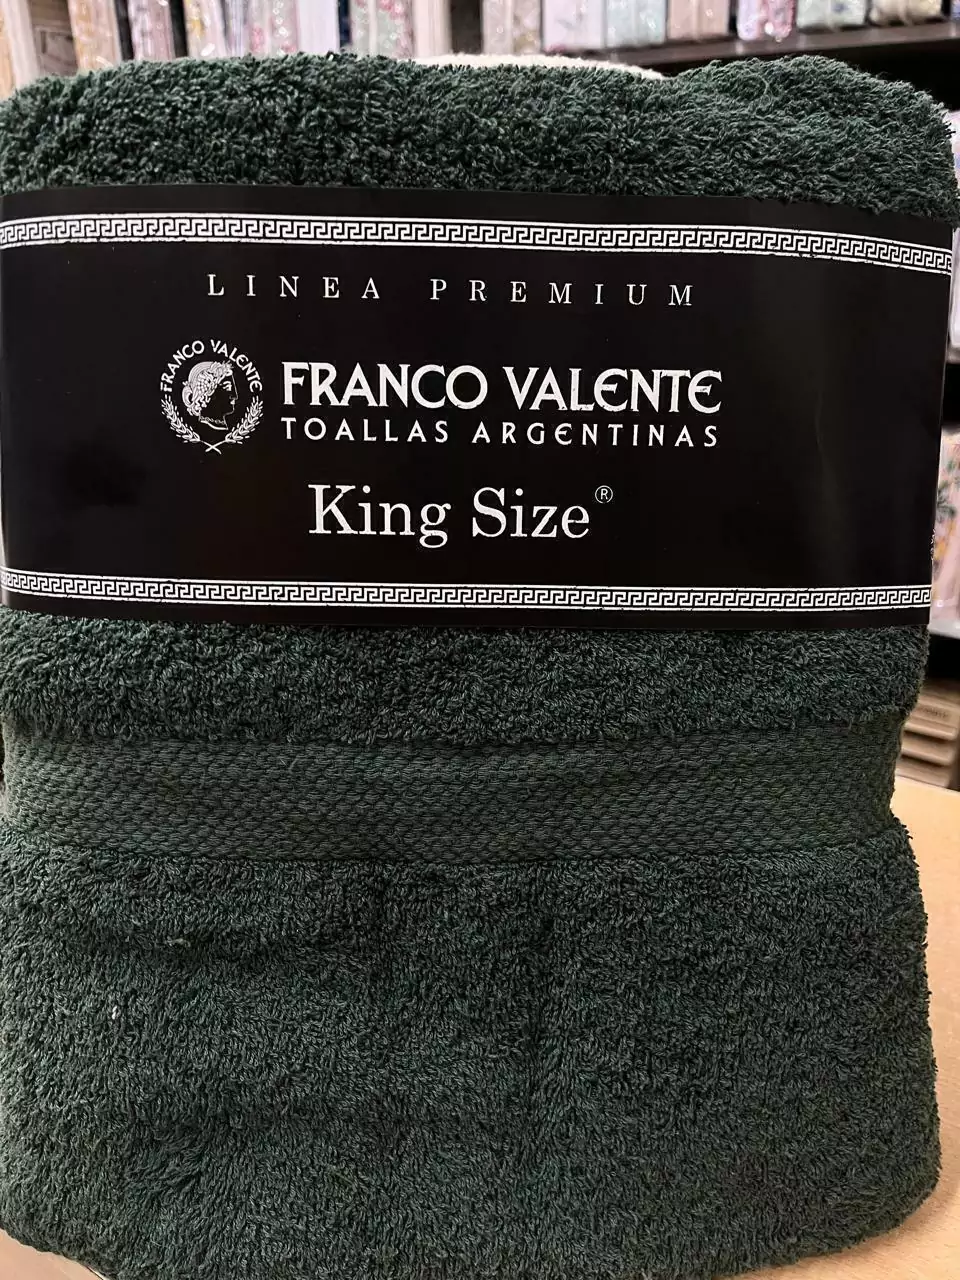 LINEA PREMIUM
FRANCO VALENTE
FRANCO VALENTE
TOALLAS ARGENTINAS
King Size®